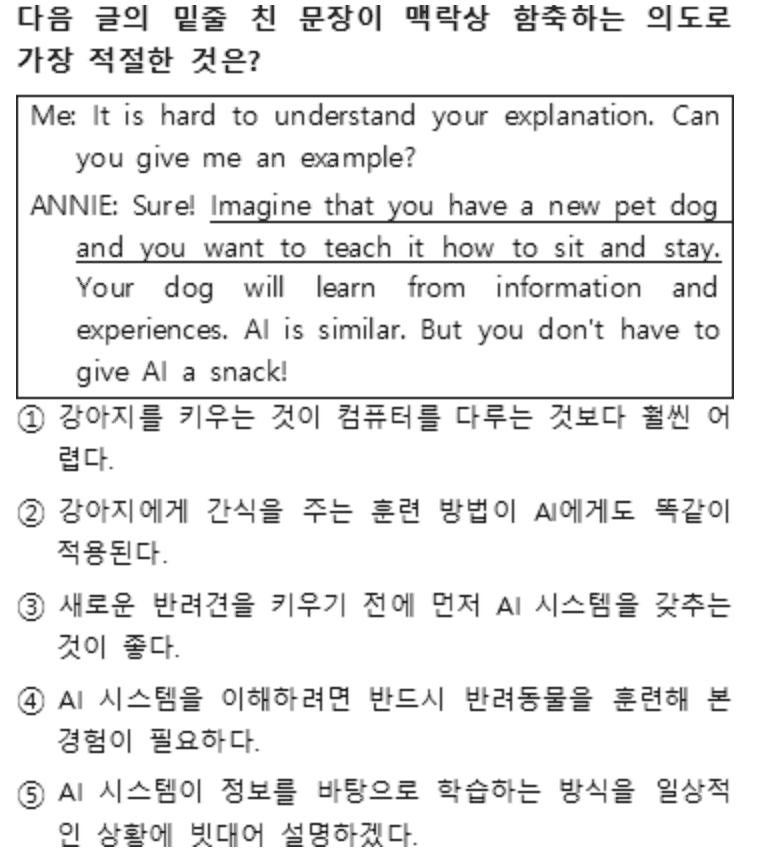 다음 글의 밑줄 친 문장이 맥락상 함축하는 의도로
가장 적절한 것은?
Me: It is hard to understand your explanation. Can
you give me an example?
ANNIE: Sure! Imagine that you have a new pet dog
and you want to teach it how to sit and stay.
Your dog will learn from information and
experiences. AI is similar. But you don't have to
give AI a snack!
① 강아지를 키우는 것이 컴퓨터를 다루는 것보다 훨씬 어
렵다.
② 강아지에게 간식을 주는 훈련 방법이 AI에게도 똑같이
적용된다.
③ 새로운 반려견을 키우기 전에 먼저 AI 시스템을 갖추는
것이 좋다.
④ AI 시스템을 이해하려면 반드시 반려동물을 훈련해 본
경험이 필요하다.
⑤ AI 시스템이 정보를 바탕으로 학습하는 방식을 일상적
인 상황에 빗대어 설명하겠다.